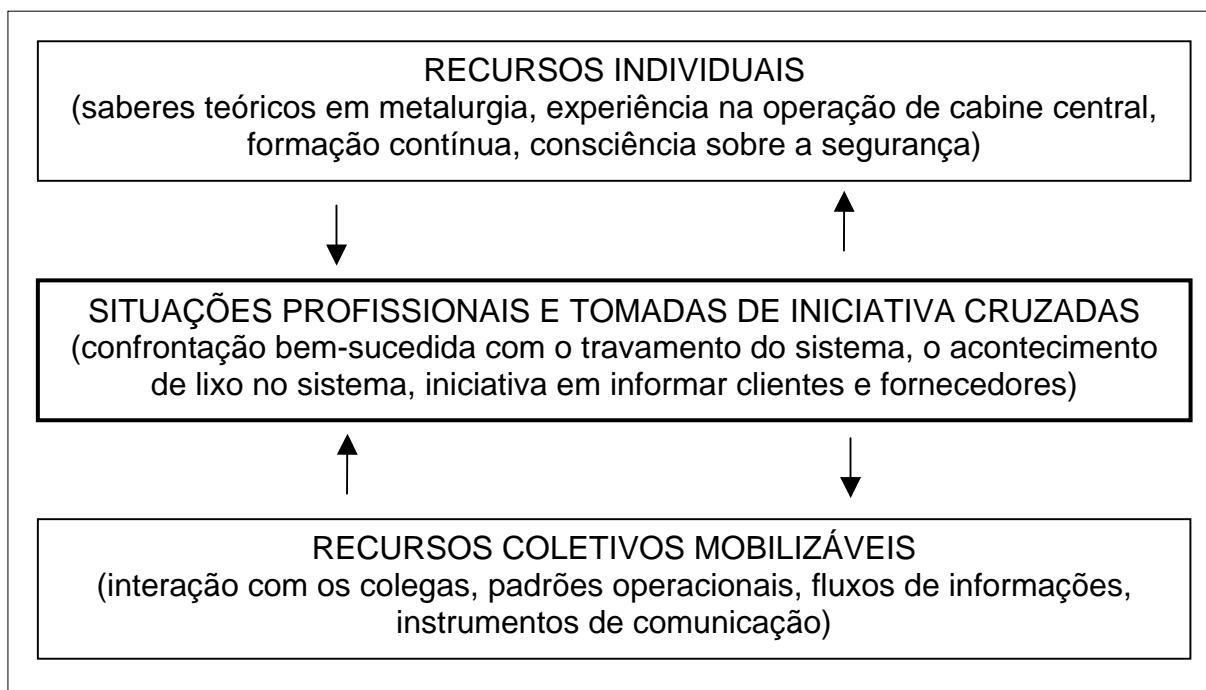 RECURSOS INDIVIDUAIS
(saberes teóricos em metalurgia, experiência na operação de cabine central,
formação contínua, consciência sobre a segurança)
SITUAÇÕES PROFISSIONAIS E TOMADAS DE INICIATIVA CRUZADAS
(confrontação bem-sucedida com o travamento do sistema, o acontecimento
de lixo no sistema, iniciativa em informar clientes e fornecedores)
RECURSOS COLETIVOS MOBILIZÁVEIS
(interação com os colegas, padrões operacionais, fluxos de informações,
instrumentos de comunicação)